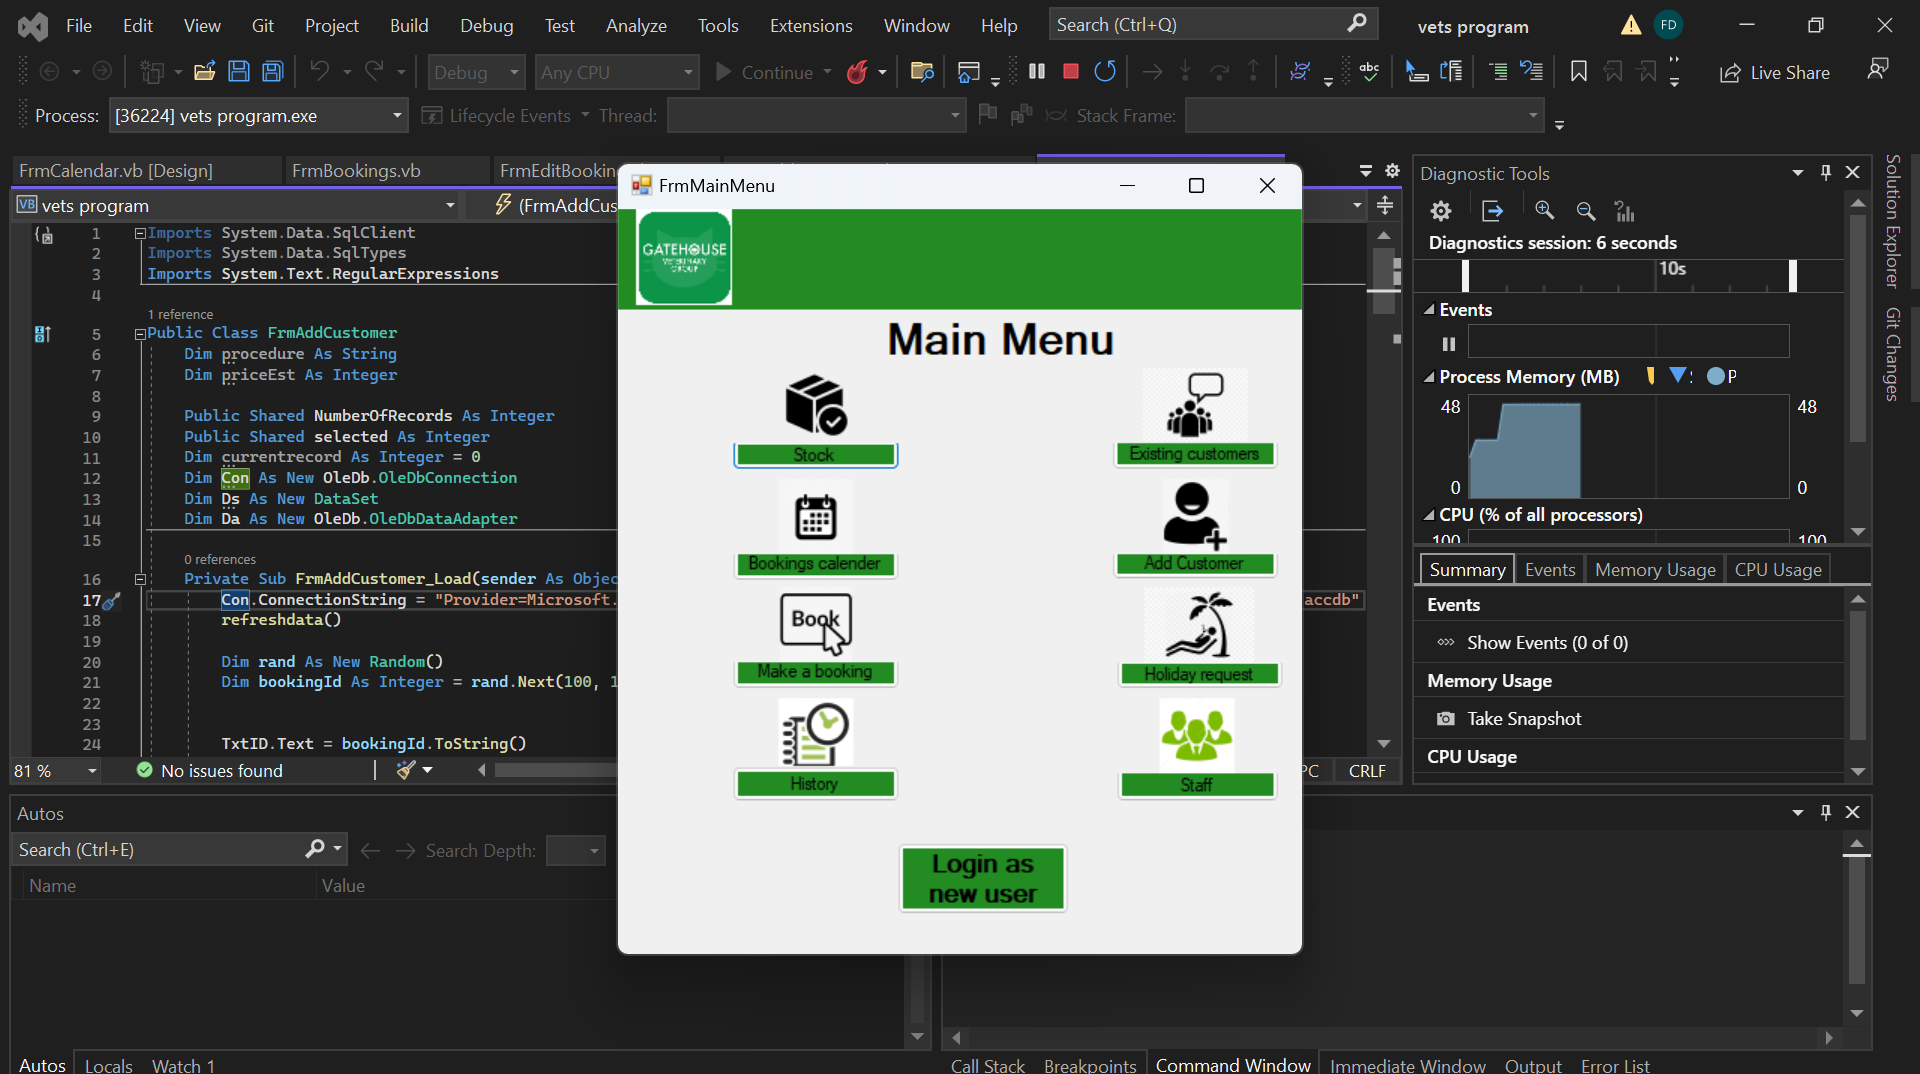 File Edit View Git Project Build Debug Test Analyze Tools Extensions Window Help Search (Ctrl+Q) vets program FD
Debug Any CPU Continue abc Live Share
Process: [36224] vets program.exe Lifecycle Events Thread: Stack Frame:
FrmCalendar.vb [Design] FrmBookings.vb FrmEditBookin
VB vets program (FrmAddCus
1 Imports System.Data.SqlClient
2 Imports System.Data.SqlTypes
3 Imports System.Text.RegularExpressions
4
1 reference
5 Public Class FrmAddCustomer
6 Dim procedure As String
7 Dim priceEst As Integer
8
9 Public Shared NumberOfRecords As Integer
10 Public Shared selected As Integer
11 Dim currentrecord As Integer = 0
12 Dim Con As New OleDb.OleDbConnection
13 Dim Ds As New DataSet
14 Dim Da As New OleDb.OleDbDataAdapter
15
0 references
16 Private Sub FrmAddCustomer_Load(sender As Objec
17 Con.ConnectionString = "Provider=Microsoft. accdb"
18 refreshdata()
19
20 Dim rand As New Random()
21 Dim bookingId As Integer = rand.Next(100, 1
22
23
24 TxtID.Text = bookingId.ToString()
81 % No issues found PC CRLF
FrmMainMenu
GATEHOUSE
VETERINARY
GROUP
Main Menu
Stock Existing customers
Bookings calender Add Customer
Book
Make a booking Holiday request
History Staff
Login as
new user
Diagnostic Tools
Diagnostics session: 6 seconds
10s
Events
Process Memory (MB) P
48 48
0 0
CPU (% of all processors)
100 100
Summary Events Memory Usage CPU Usage
Events
Show Events (0 of 0)
Memory Usage
Take Snapshot
CPU Usage
Solution Explorer
Git Changes
Autos
Search (Ctrl+E) Search Depth:
Name Value
Autos Locals Watch 1
Call Stack Breakpoints Command Window Immediate Window Output Error List